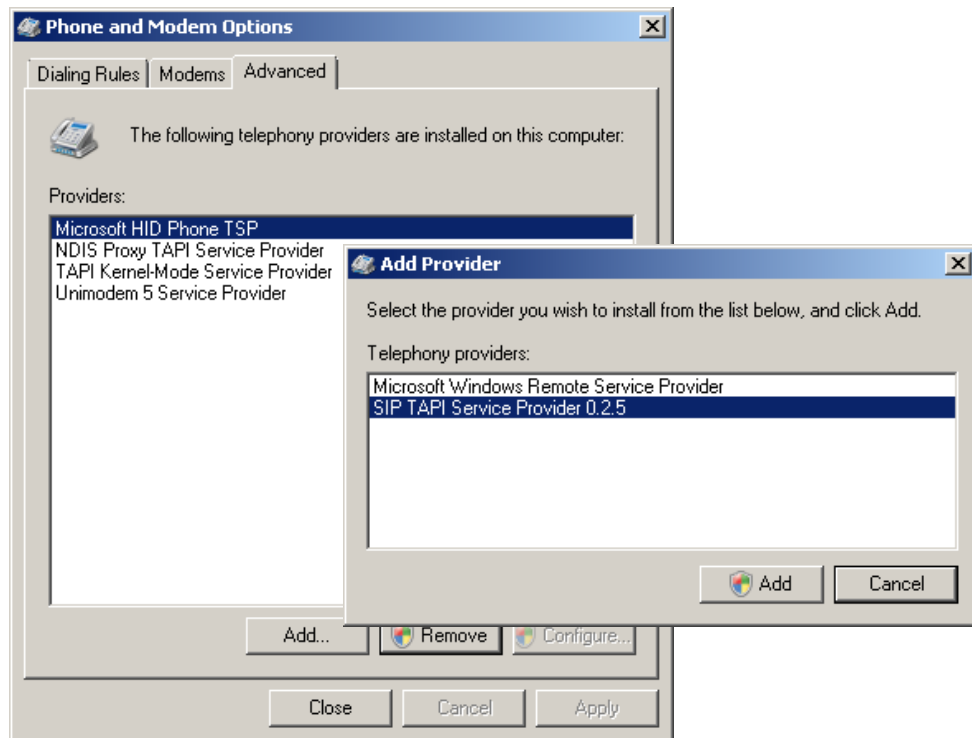 Phone and Modem Options
Dialing Rules
Modems
Advanced
The following telephony providers are installed on this computer:
Providers:
Microsoft HID Phone TSP
NDIS Proxy TAPI Service Provider
TAPI Kernel-Mode Service Provider
Unimodem 5 Service Provider
Add...
Remove
Configure...
Close
Cancel
Apply
Add Provider
Select the provider you wish to install from the list below, and click Add.
Telephony providers:
Microsoft Windows Remote Service Provider
SIP TAPI Service Provider 0.2.5
Add
Cancel